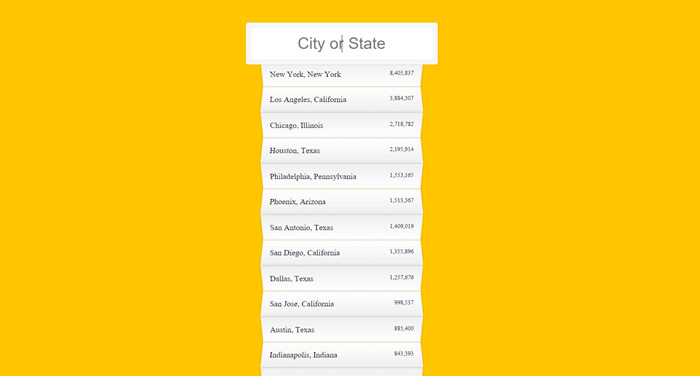 City or State
New York, New York 8,405,837
Los Angeles, California 3,884,307
Chicago, Illinois 2,718,782
Houston, Texas 2,195,914
Philadelphia, Pennsylvania 1,553,165
Phoenix, Arizona 1,513,367
San Antonio, Texas 1,409,019
San Diego, California 1,355,896
Dallas, Texas 1,257,676
San Jose, California 998,537
Austin, Texas 885,400
Indianapolis, Indiana 843,393